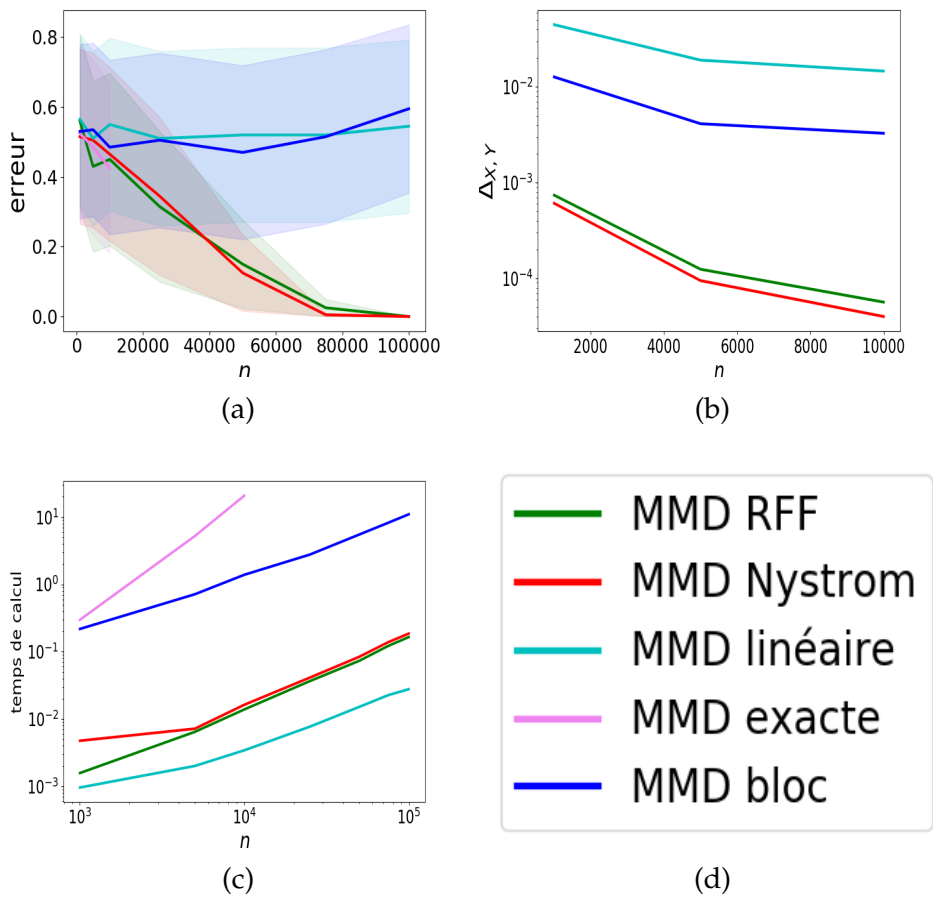 0.8
0.6
0.4
0.2
0.0
erreur
0 20000 40000 60000 80000 100000
n
(a)
10⁻²
10⁻³
10⁻⁴
Δ_{X, Y}
2000 4000 6000 8000 10000
n
(b)
10¹
10⁰
10⁻¹
10⁻²
10⁻³
temps de calcul
10³ 10⁴ 10⁵
n
(c)
MMD RFF
MMD Nystrom
MMD linéaire
MMD exacte
MMD bloc
(d)